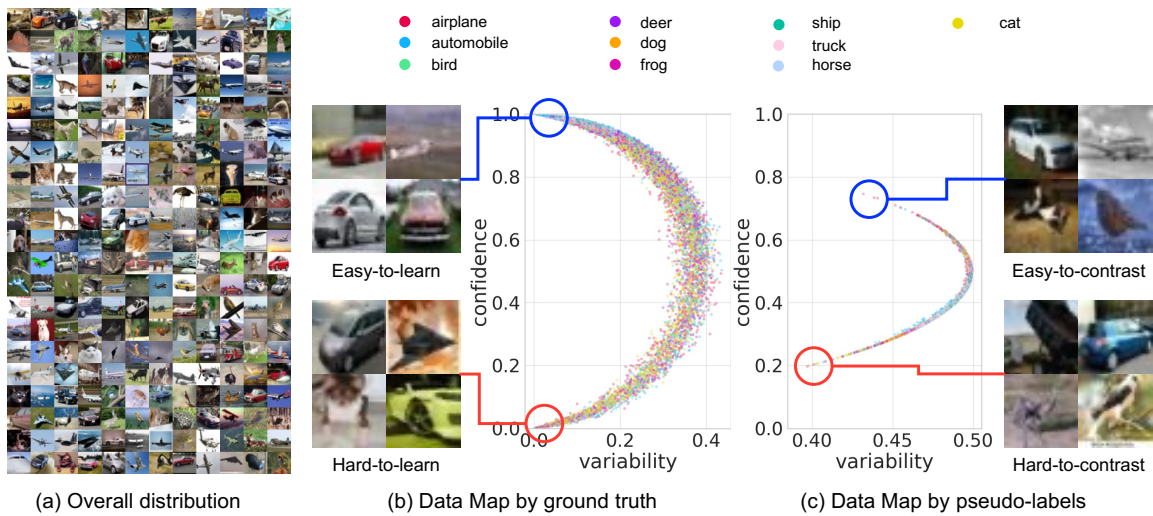 airplane
automobile
bird
deer
dog
frog
ship
truck
horse
cat
1.0
0.8
0.6
0.4
0.2
0.0
confidence
0.0
0.2
0.4
variability
Easy-to-learn
Hard-to-learn
1.0
0.8
0.6
0.4
0.2
0.0
confidence
0.40
0.45
0.50
variability
Easy-to-contrast
Hard-to-contrast
(a) Overall distribution
(b) Data Map by ground truth
(c) Data Map by pseudo-labels